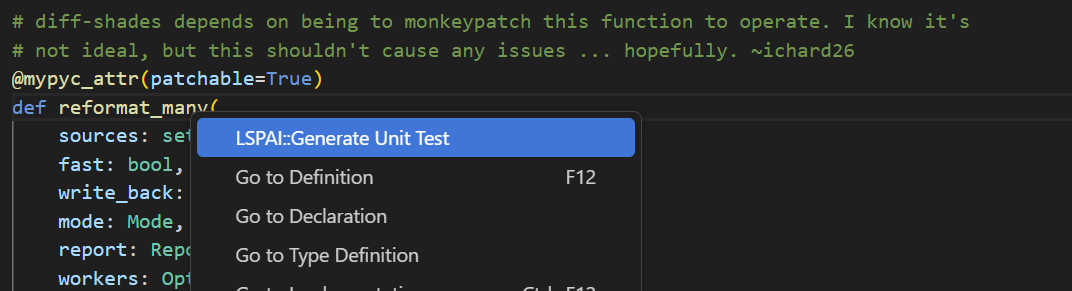 # diff-shades depends on being to monkeypatch this function to operate. I know it's
# not ideal, but this shouldn't cause any issues ... hopefully. ~ichard26
@mypyc_attr(patchable=True)
def reformat_many(
sources: set
LSPAI::Generate Unit Test
fast: bool,
Go to Definition F12
write_back:
Go to Declaration
mode: Mode,
Go to Type Definition
report: Repo
workers: Opt